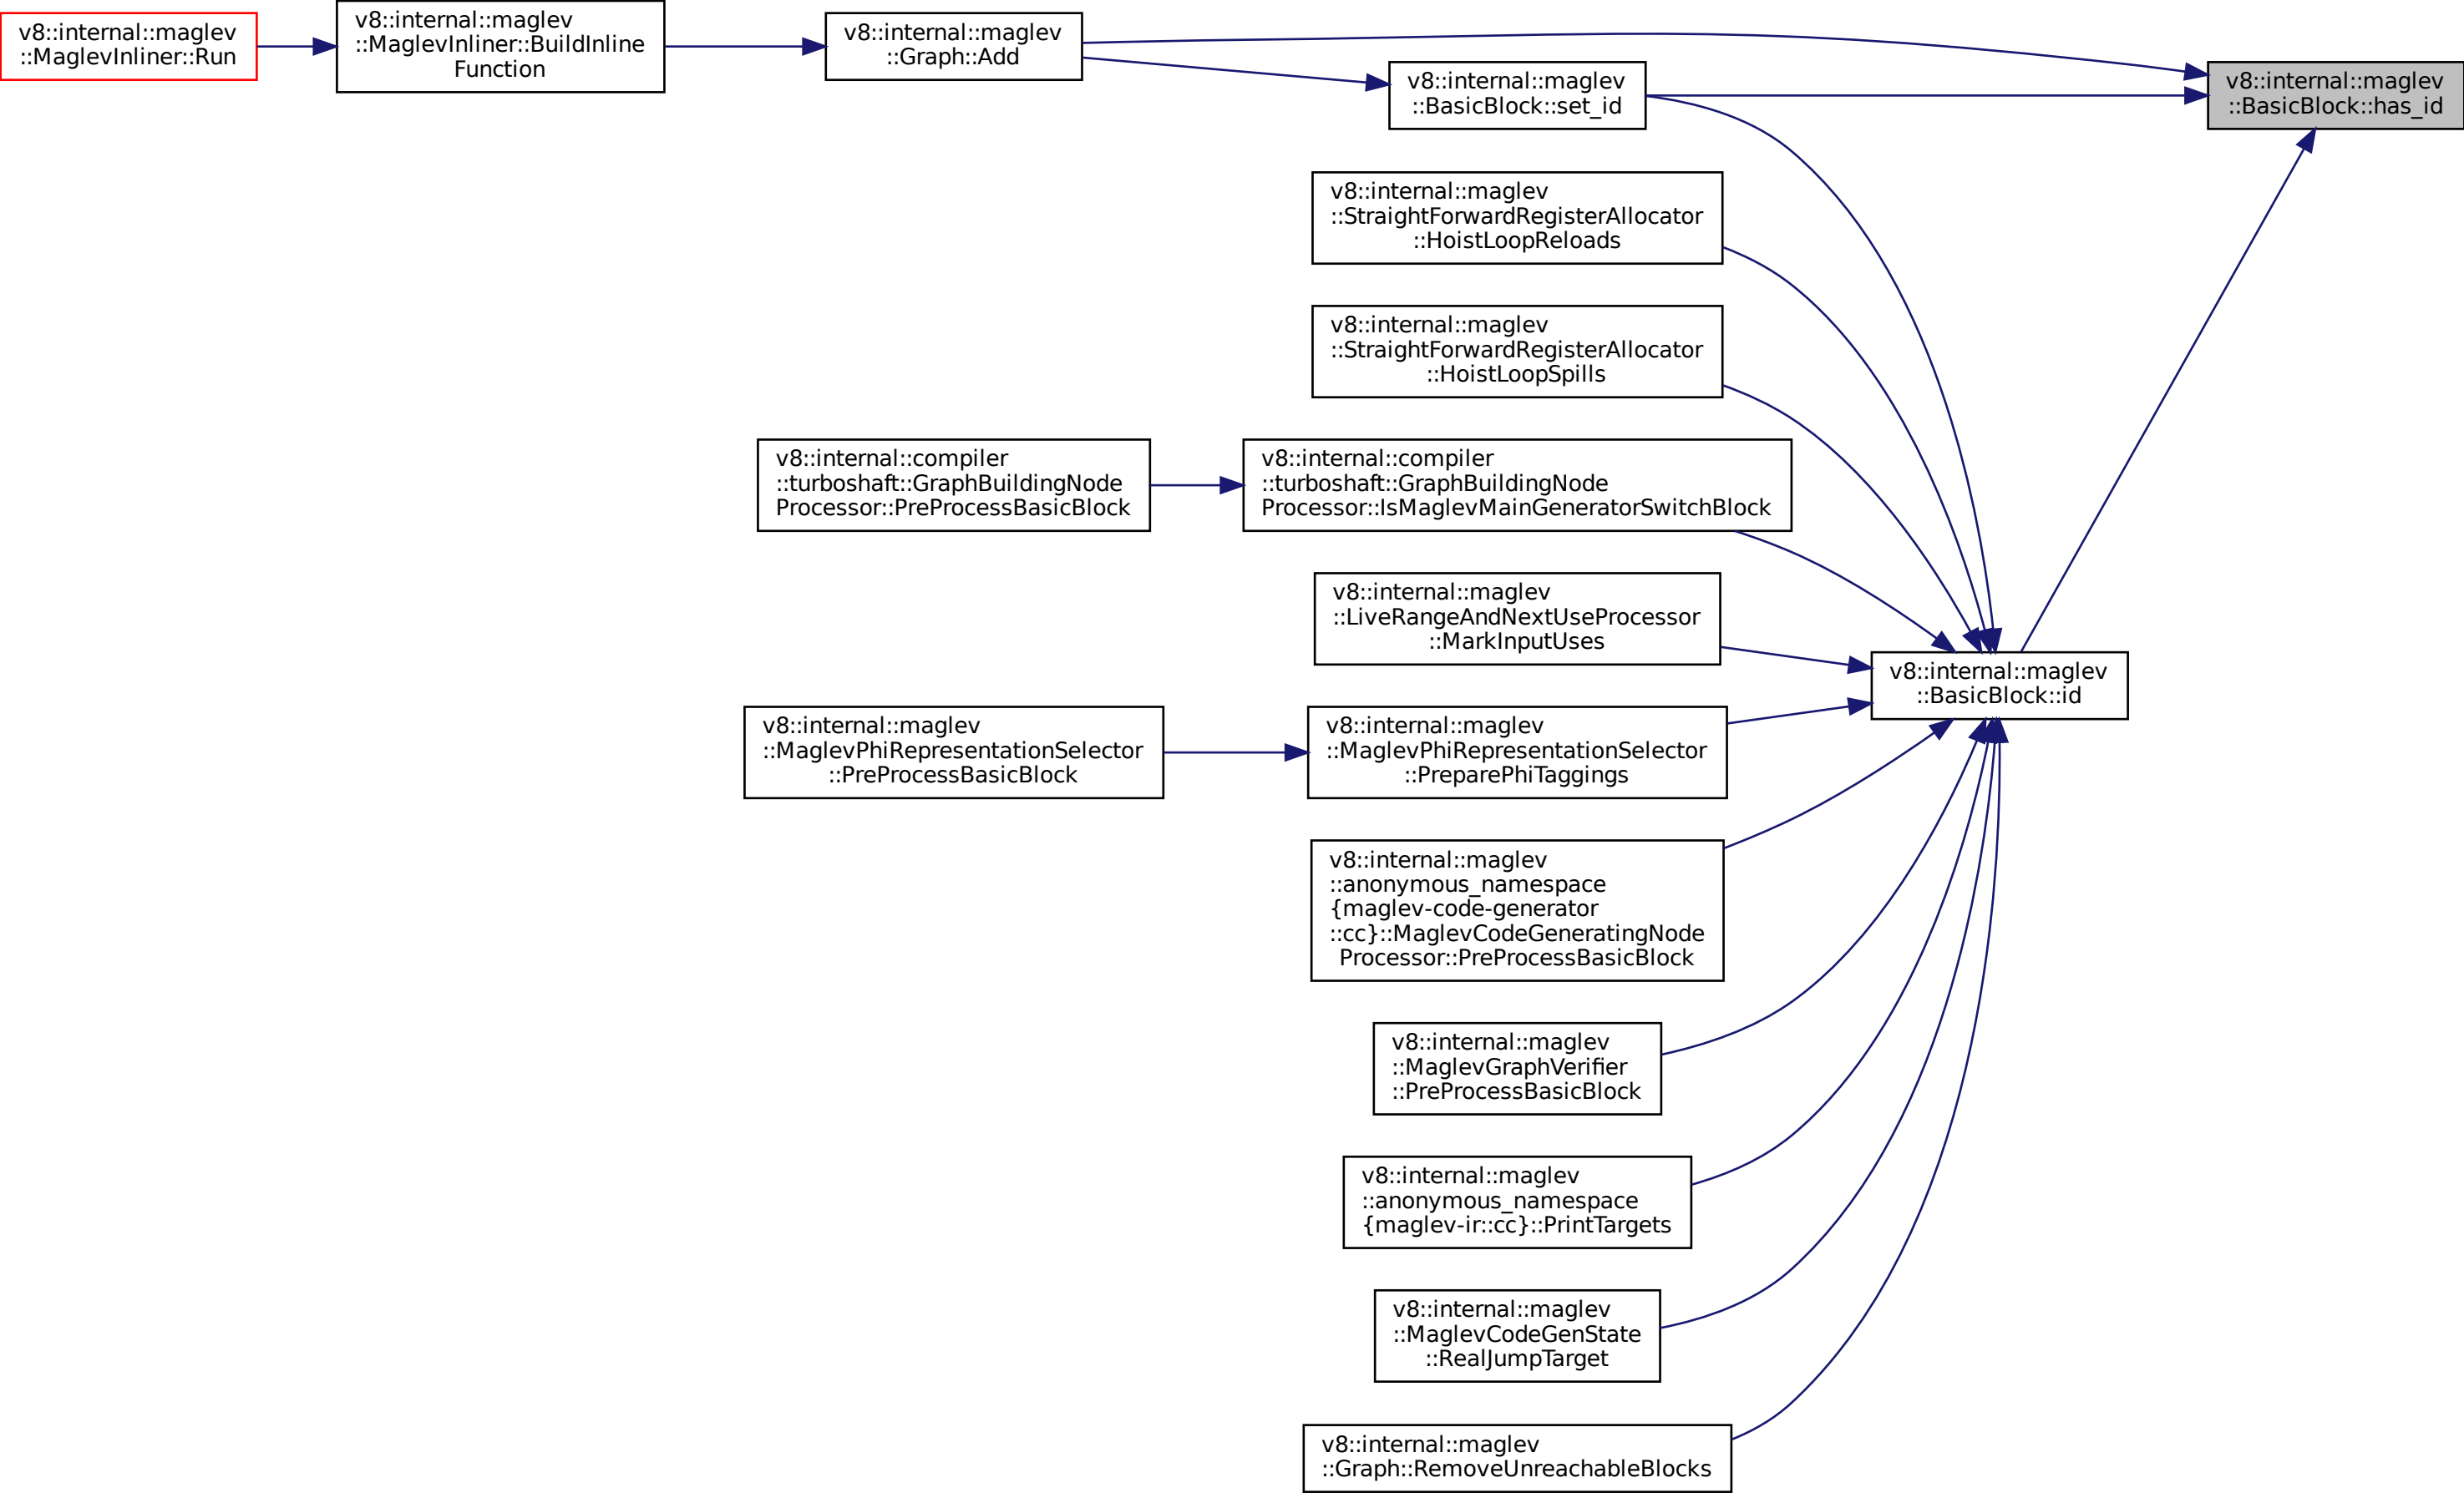 v8::internal::maglev
::MaglevInliner::Run
v8::internal::maglev
::MaglevInliner::BuildInline
Function
v8::internal::maglev
::Graph::Add
v8::internal::maglev
::BasicBlock::set_id
v8::internal::maglev
::BasicBlock::has_id
v8::internal::maglev
::StraightForwardRegisterAllocator
::HoistLoopReloads
v8::internal::maglev
::StraightForwardRegisterAllocator
::HoistLoopSpills
v8::internal::compiler
::turboshaft::GraphBuildingNode
Processor::PreProcessBasicBlock
v8::internal::compiler
::turboshaft::GraphBuildingNode
Processor::IsMaglevMainGeneratorSwitchBlock
v8::internal::maglev
::LiveRangeAndNextUseProcessor
::MarkInputUses
v8::internal::maglev
::BasicBlock::id
v8::internal::maglev
::MaglevPhiRepresentationSelector
::PreProcessBasicBlock
v8::internal::maglev
::MaglevPhiRepresentationSelector
::PreparePhiTaggings
v8::internal::maglev
::anonymous_namespace
{maglev-code-generator
::cc}::MaglevCodeGeneratingNode
Processor::PreProcessBasicBlock
v8::internal::maglev
::MaglevGraphVerifier
::PreProcessBasicBlock
v8::internal::maglev
::anonymous_namespace
{maglev-ir::cc}::PrintTargets
v8::internal::maglev
::MaglevCodeGenState
::RealJumpTarget
v8::internal::maglev
::Graph::RemoveUnreachableBlocks